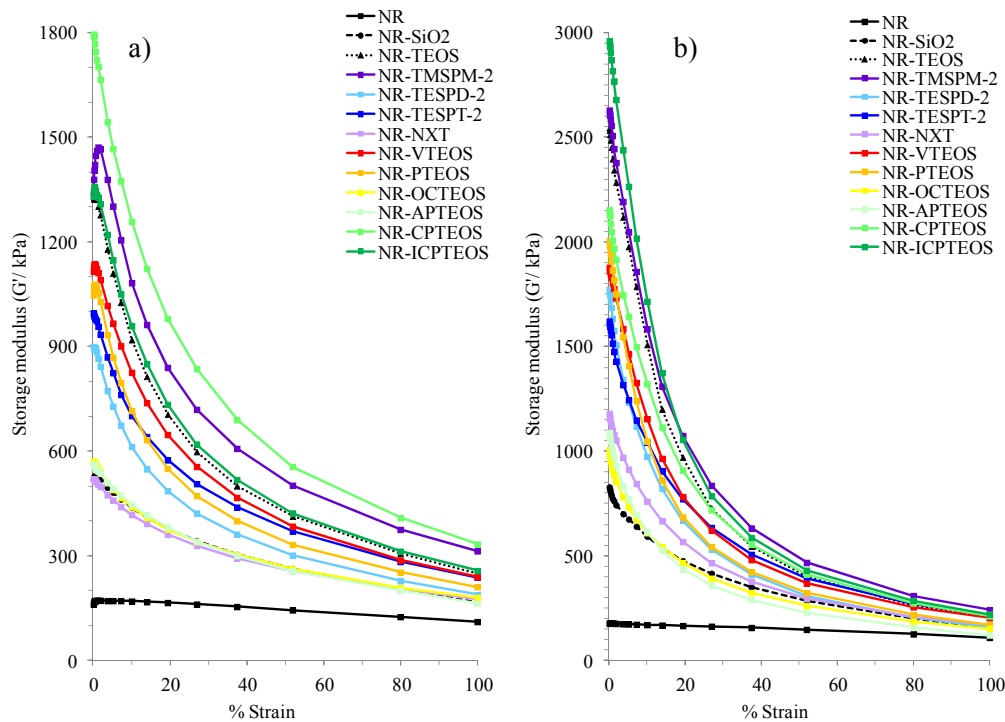 a)
1800
1500
1200
900
600
300
0
0
20
40
60
80
100
Storage modulus (G'/ kPa)
% Strain
NR
NR-SiO2
NR-TEOS
NR-TMSPM-2
NR-TESPD-2
NR-TESPT-2
NR-NXT
NR-VTEOS
NR-PTEOS
NR-OCTEOS
NR-APTEOS
NR-CPTEOS
NR-ICPTEOS
b)
3000
2500
2000
1500
1000
500
0
0
20
40
60
80
100
Storage modulus (G'/ kPa)
% Strain
NR
NR-SiO2
NR-TEOS
NR-TMSPM-2
NR-TESPD-2
NR-TESPT-2
NR-NXT
NR-VTEOS
NR-PTEOS
NR-OCTEOS
NR-APTEOS
NR-CPTEOS
NR-ICPTEOS